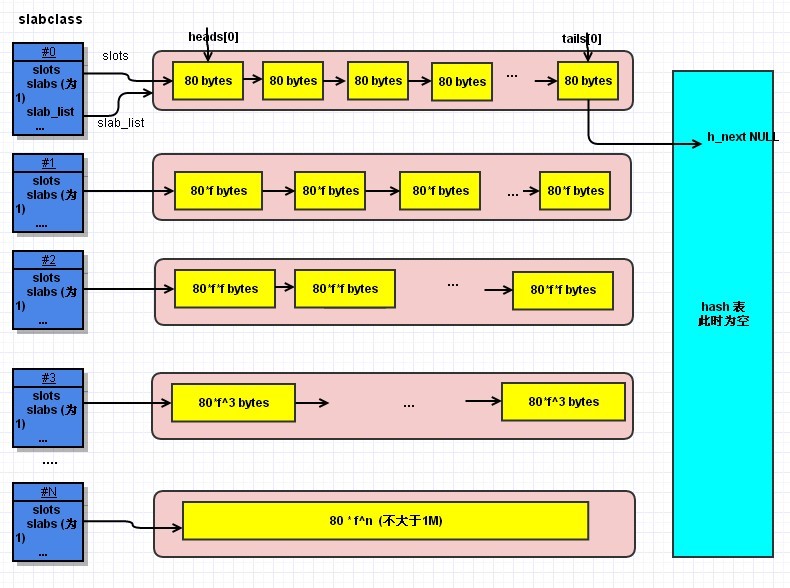 slabclass
heads[0]
tails[0]
#0
slots
slabs (为
1)
slab_list
...
slots
slab_list
80 bytes
80 bytes
80 bytes
80 bytes
...
80 bytes
h_next NULL
#1
slots
slabs (为
1)
....
80*f bytes
80*f bytes
80*f bytes
...
80*f bytes
#2
slots
slabs (为
1)
...
80*f*f bytes
80*f*f bytes
...
80*f*f bytes
hash 表
此时为空
#3
slots
slabs (为
1)
...
80*f^3 bytes
...
80*f^3 bytes
....
#N
slots
slabs (为
1)
...
80 * f^n (不大于1M)